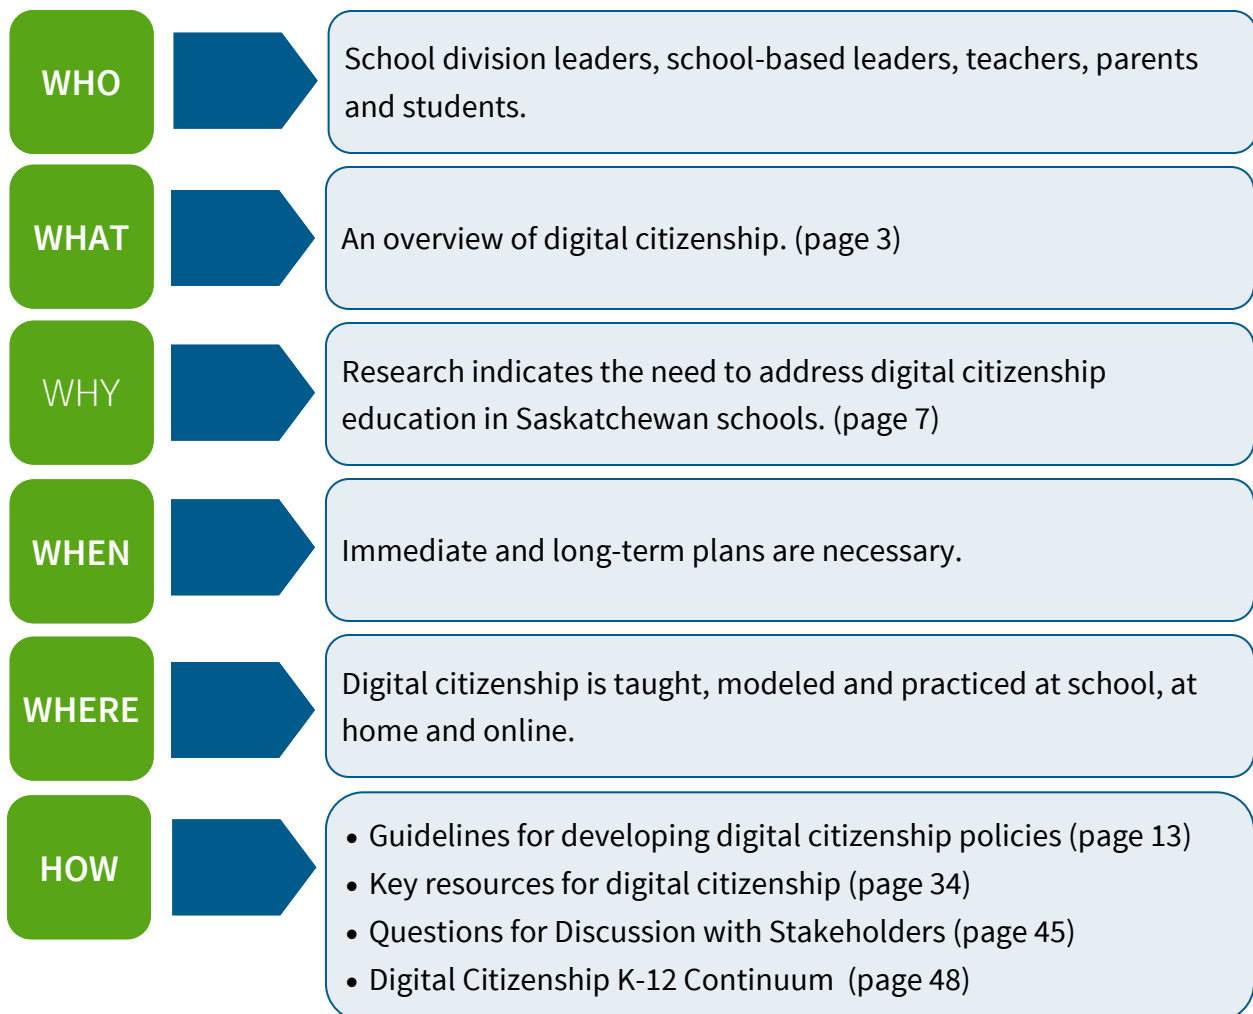 WHO
School division leaders, school-based leaders, teachers, parents
and students.
WHAT
An overview of digital citizenship. (page 3)
WHY
Research indicates the need to address digital citizenship
education in Saskatchewan schools. (page 7)
WHEN
Immediate and long-term plans are necessary.
WHERE
Digital citizenship is taught, modeled and practiced at school, at
home and online.
HOW
• Guidelines for developing digital citizenship policies (page 13)
• Key resources for digital citizenship (page 34)
• Questions for Discussion with Stakeholders (page 45)
• Digital Citizenship K-12 Continuum (page 48)